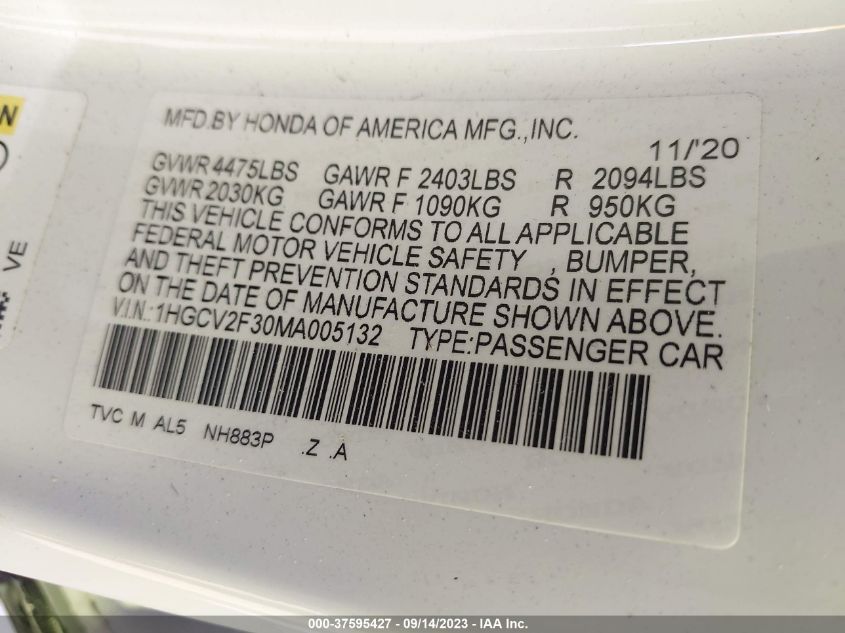 N
VE
MFD.BY HONDA OF AMERICA MFG.,INC.
11/'20
GVWR 4475LBS GAWR F 2403LBS R 2094LBS
GVWR 2030KG GAWR F 1090KG R 950KG
THIS VEHICLE CONFORMS TO ALL APPLICABLE
FEDERAL MOTOR VEHICLE SAFETY , BUMPER,
AND THEFT PREVENTION STANDARDS IN EFFECT
ON THE DATE OF MANUFACTURE SHOWN ABOVE.
V.I.N.:1HGCV2F30MA005132 TYPE:PASSENGER CAR
TVC M AL5 NH883P .Z .A
000-37595427 - 09/14/2023 - IAA Inc.